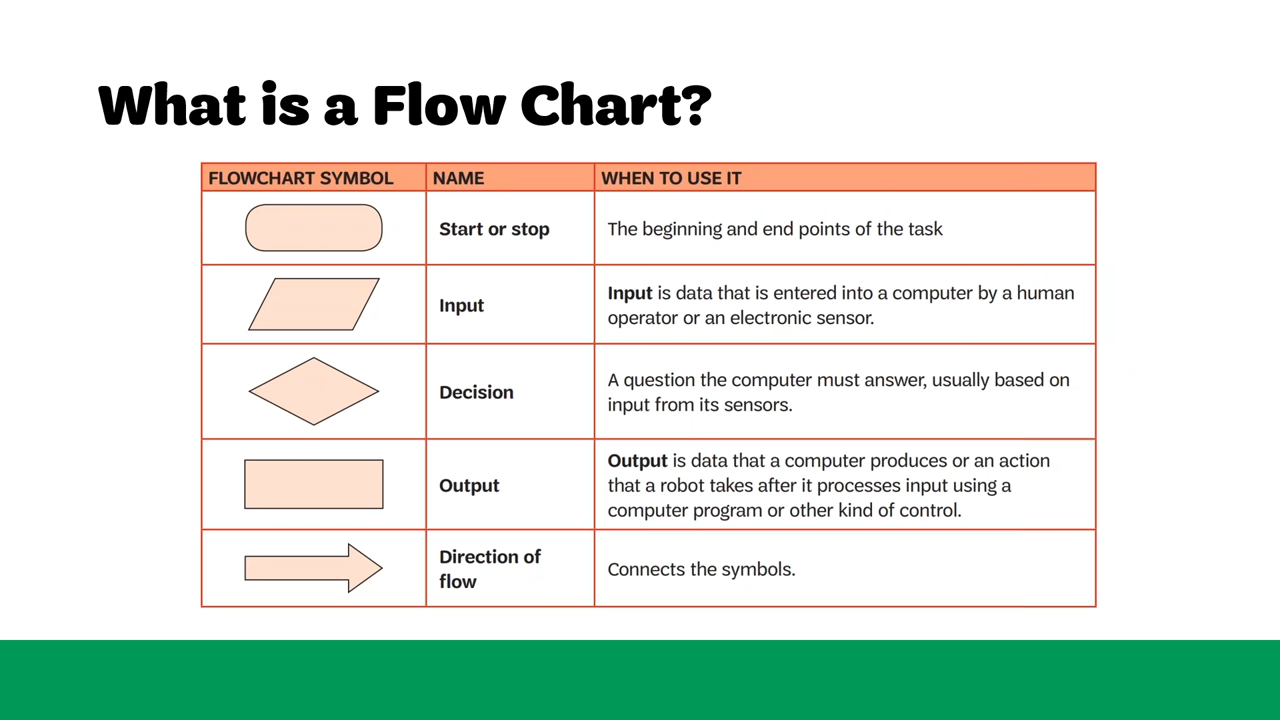 What is a Flow Chart?
FLOWCHART SYMBOL NAME WHEN TO USE IT
Start or stop The beginning and end points of the task
Input Input is data that is entered into a computer by a human
operator or an electronic sensor.
Decision A question the computer must answer, usually based on
input from its sensors.
Output Output is data that a computer produces or an action
that a robot takes after it processes input using a
computer program or other kind of control.
Direction of
flow
Connects the symbols.